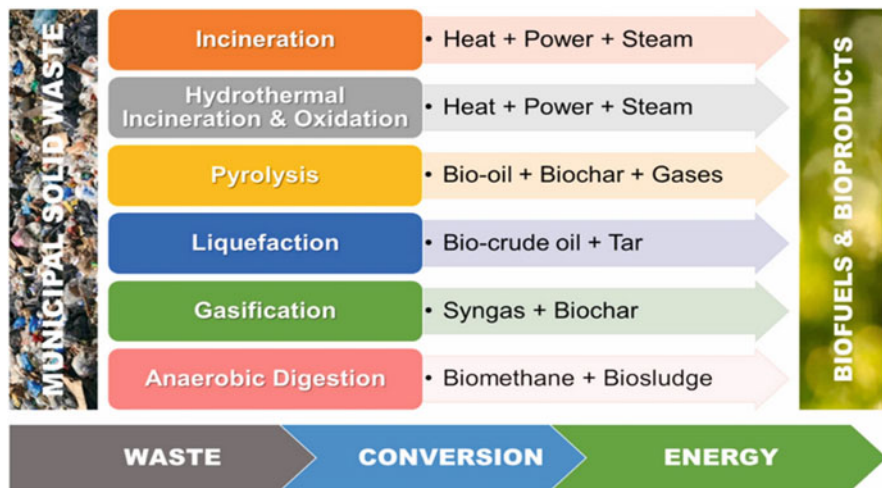 MUNICIPAL SOLID WASTE
Incineration
• Heat + Power + Steam
Hydrothermal
Incineration & Oxidation
• Heat + Power + Steam
Pyrolysis
• Bio-oil + Biochar + Gases
Liquefaction
• Bio-crude oil + Tar
Gasification
• Syngas + Biochar
Anaerobic Digestion
• Biomethane + Biosludge
BIOFUELS & BIOPRODUCTS
WASTE
CONVERSION
ENERGY